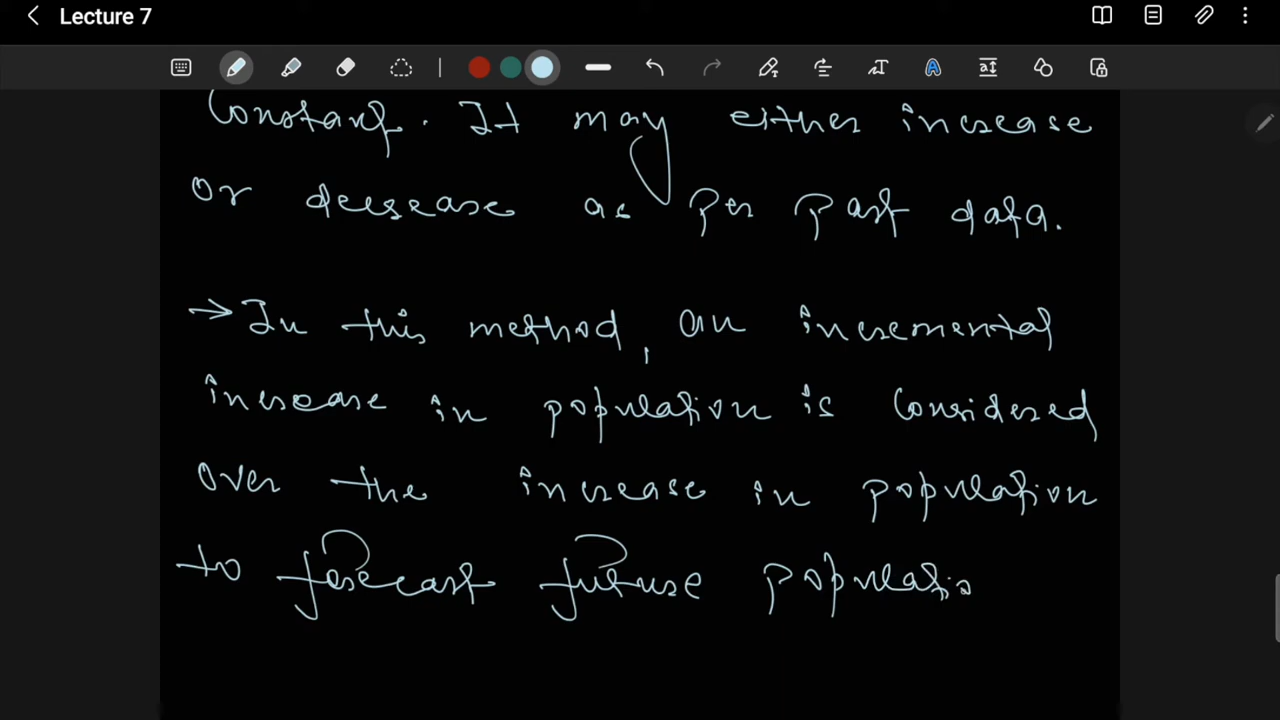 Lecture 7
Constant. It may either increase
or decrease as per past data.
→ In this method, an incremental
increase in population is considered
over the increase in population
to forecast future populatio